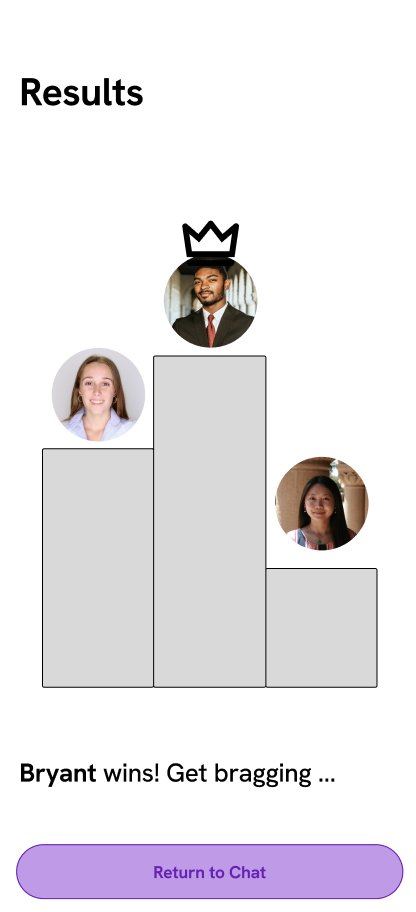 Results
Bryant wins! Get bragging ...
Return to Chat